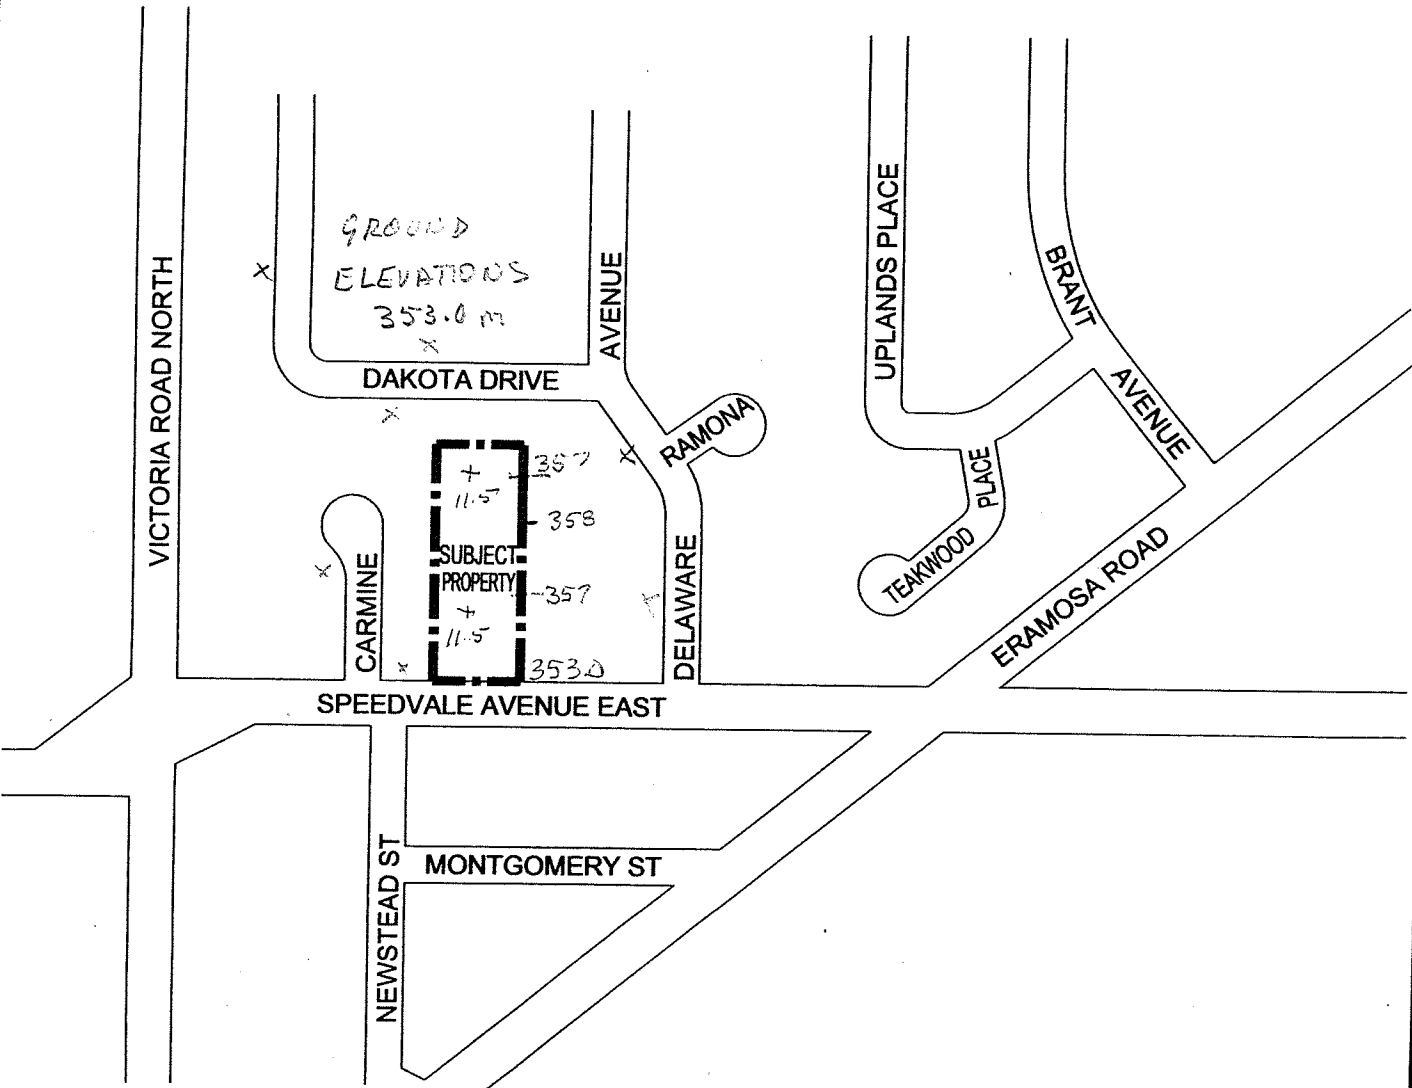 VICTORIA ROAD NORTH
GROUND
ELEVATIONS
353.0 m
AVENUE
UPLANDS PLACE
BRANT
AVENUE
DAKOTA DRIVE
RAMONA
PLACE
TEAKWOOD
ERAMOSA ROAD
357
11.5
358
SUBJECT
PROPERTY
357
11.5
353.0
CARMINE
DELAWARE
SPEEDVALE AVENUE EAST
NEWSTEAD ST
MONTGOMERY ST